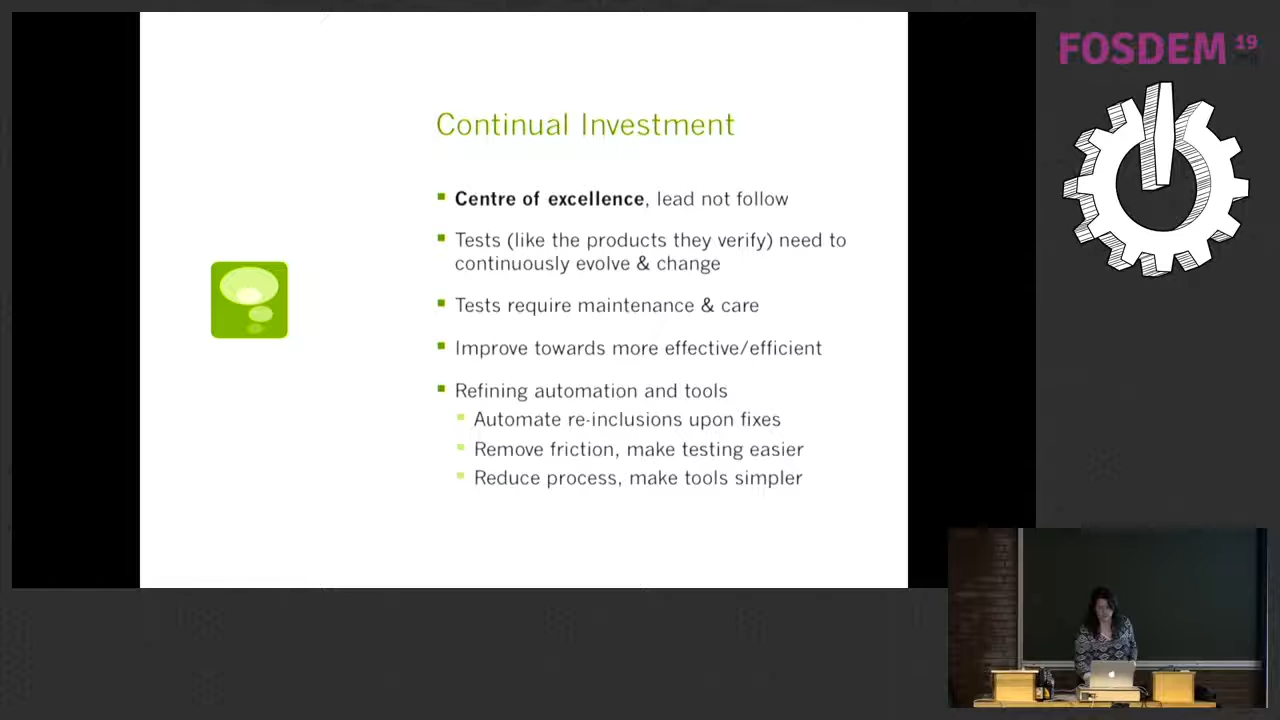 FOSDEM 19
Continual Investment
Centre of excellence, lead not follow
Tests (like the products they verify) need to
continuously evolve & change
Tests require maintenance & care
Improve towards more effective/efficient
Refining automation and tools
Automate re-inclusions upon fixes
Remove friction, make testing easier
Reduce process, make tools simpler